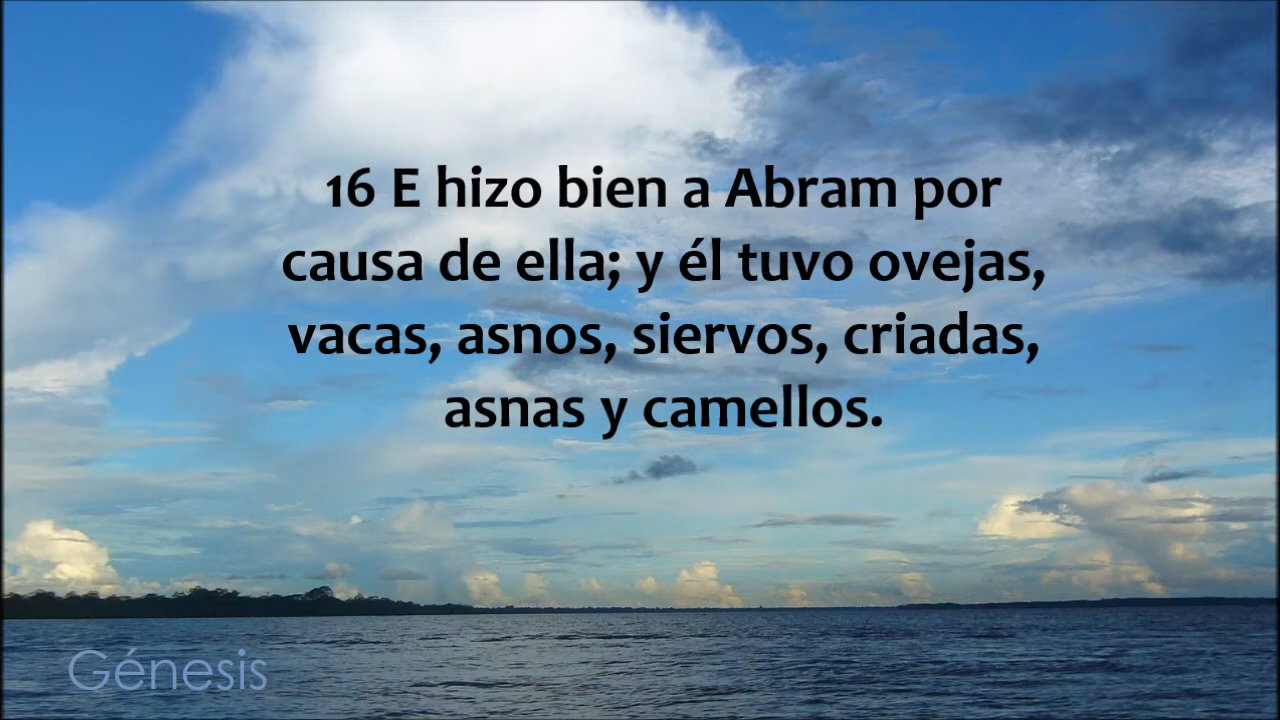 16 E hizo bien a Abram por
causa de ella; y él tuvo ovejas,
vacas, asnos, siervos, criadas,
asnas y camellos.
Génesis